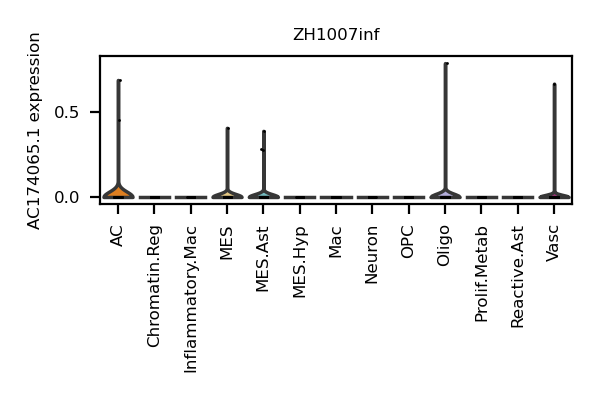 ZH1007inf
AC174065.1 expression
0.5
0.0
AC
Chromatin.Reg
Inflammatory.Mac
MES
MES.Ast
MES.Hyp
Mac
Neuron
OPC
Oligo
Prolif.Metab
Reactive.Ast
Vasc